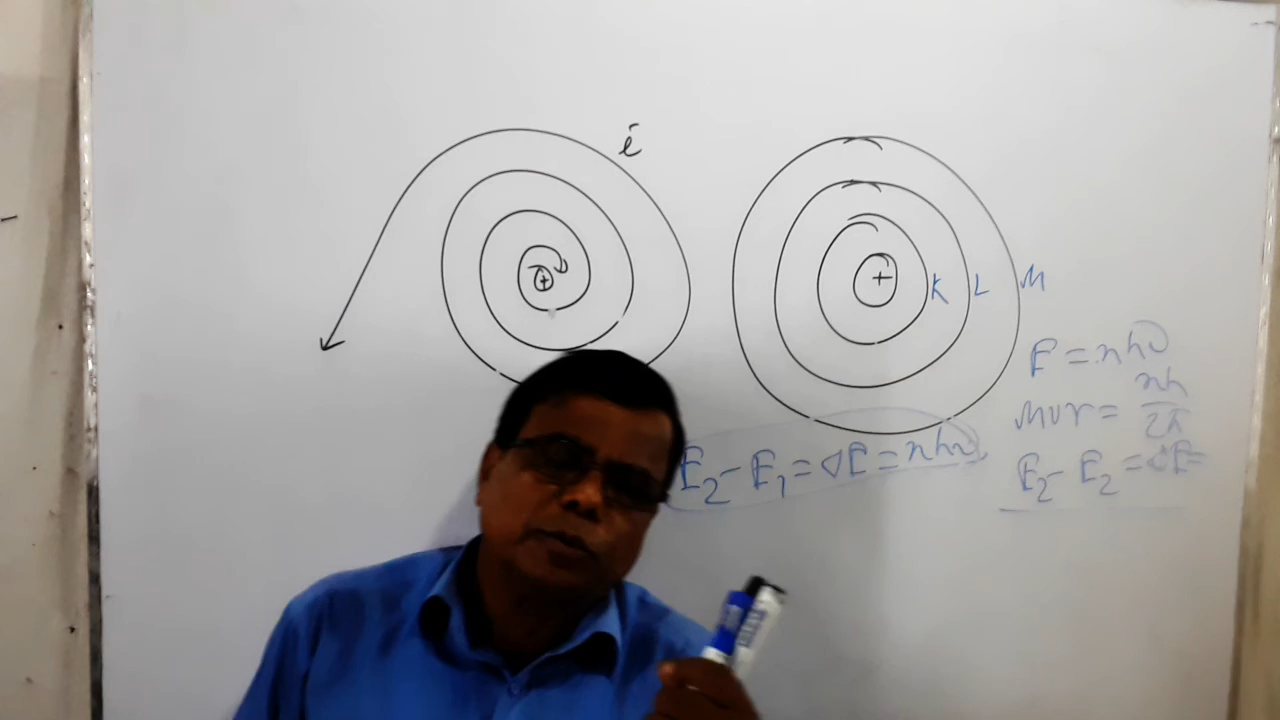 i
+
+
K L M
E = nhν
mvr = nh/2π
E₂ - E₁ = ΔE = nhν
E₂ - E₂ = ΔE =